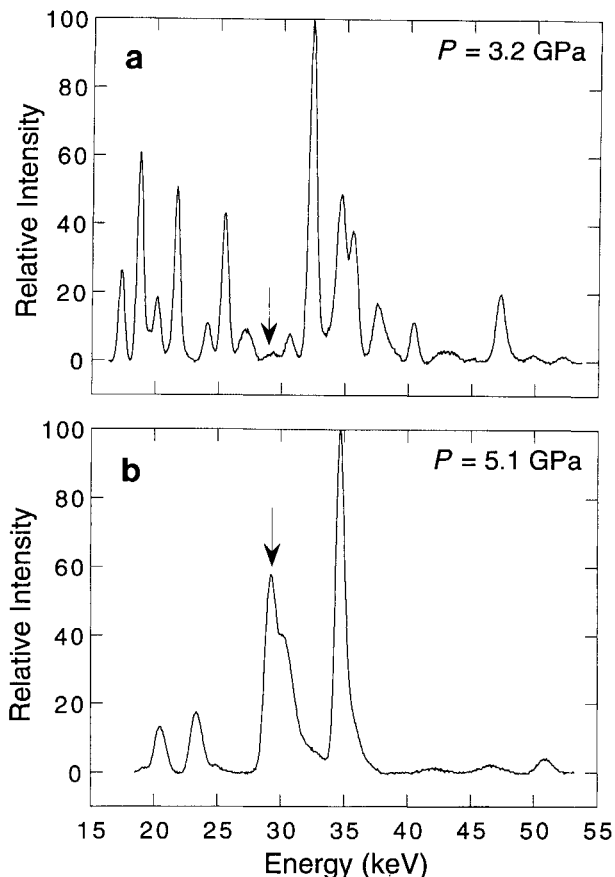 100
80
60
40
20
0
Relative Intensity
a
P = 3.2 GPa
100
80
60
40
20
0
Relative Intensity
b
P = 5.1 GPa
15 20 25 30 35 40 45 50 55
Energy (keV)